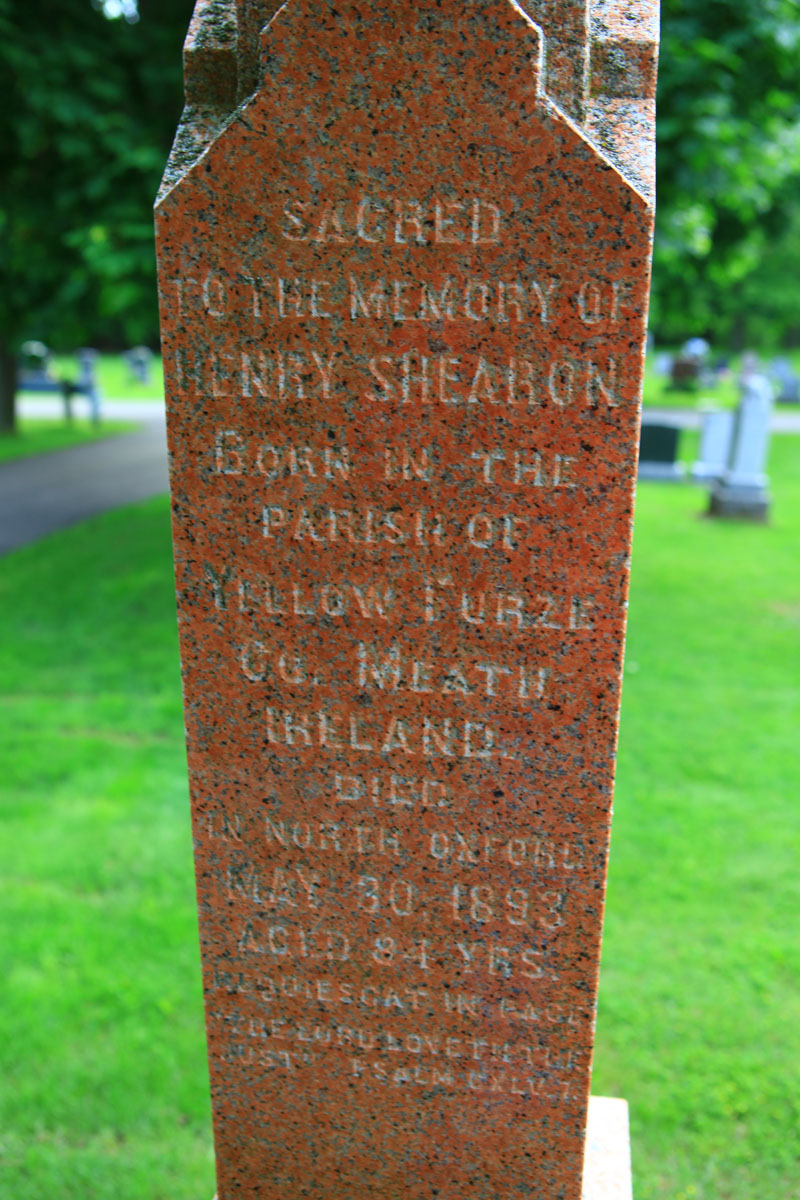 SACRED
TO THE MEMORY OF
HENRY SHEARON
BORN IN THE
PARISH OF
YELLOW FURZE
CO. MEATH
IRELAND.
DIED
IN NORTH OXFORD
MAY 30, 1893
AGED 84 YRS.
REQUIESCAT IN PACE
"THE LORD LOVETH THE
JUST" PSALM